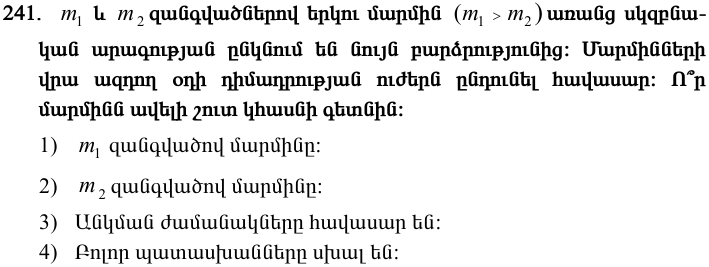 241. m₁ և m₂ զանգվածներով երկու մարմին (m₁ > m₂) առանց սկզբնա-
կան արագության ընկնում են նույն բարձրությունից: Մարմինների
վրա ազդող օդի դիմադրության ուժերն ընդունել հավասար: Ո՞ր
մարմինն ավելի շուտ կհասնի գետնին:
1) m₁ զանգվածով մարմինը:
2) m₂ զանգվածով մարմինը:
3) Անկման ժամանակները հավասար են:
4) Բոլոր պատասխանները սխալ են: